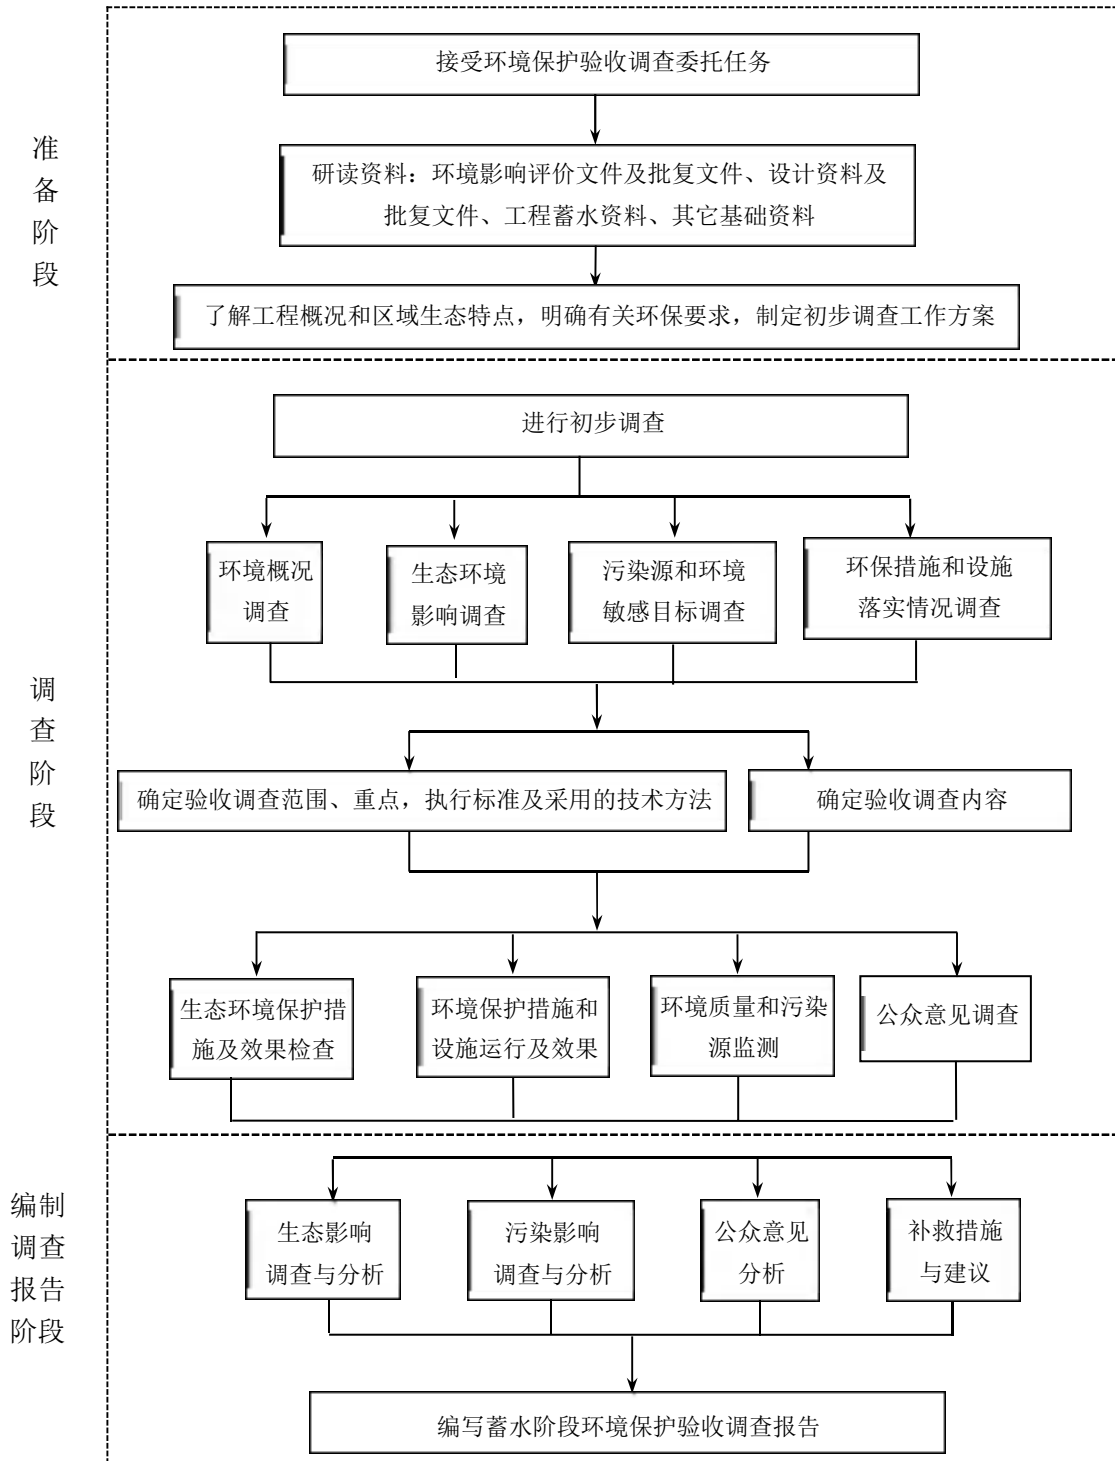 准
备
阶
段
接受环境保护验收调查委托任务
研读资料：环境影响评价文件及批复文件、设计资料及
批复文件、工程蓄水资料、其它基础资料
了解工程概况和区域生态特点，明确有关环保要求，制定初步调查工作方案
调
查
阶
段
进行初步调查
环境概况
调查
生态环境
影响调查
污染源和环境
敏感目标调查
环保措施和设施
落实情况调查
确定验收调查范围、重点，执行标准及采用的技术方法
确定验收调查内容
生态环境保护措
施及效果检查
环境保护措施和
设施运行及效果
环境质量和污染
源监测
公众意见调查
编制
调查
报告
阶段
生态影响
调查与分析
污染影响
调查与分析
公众意见
分析
补救措施
与建议
编写蓄水阶段环境保护验收调查报告